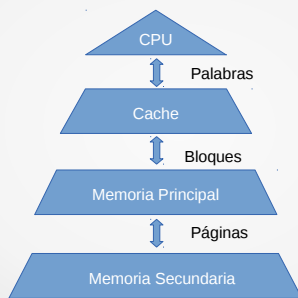 CPU
Palabras
Cache
Bloques
Memoria Principal
Páginas
Memoria Secundaria